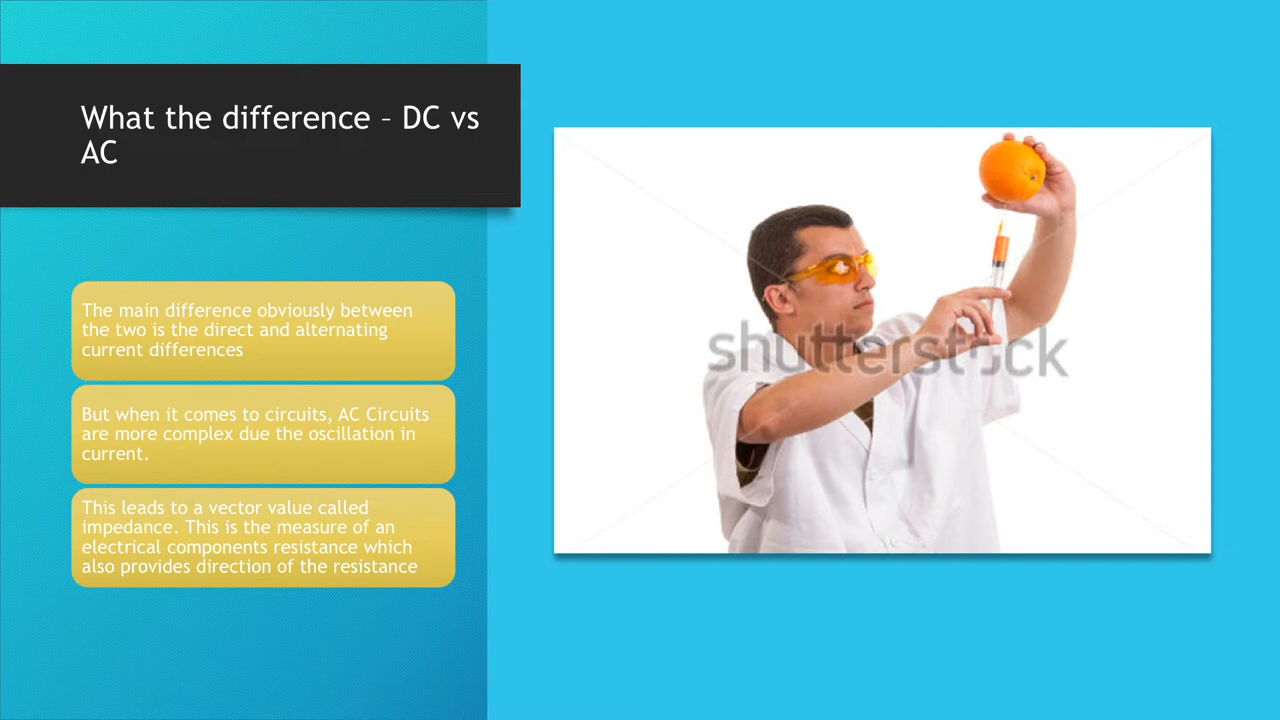 What the difference – DC vs
AC
The main difference obviously between
the two is the direct and alternating
current differences
But when it comes to circuits, AC Circuits
are more complex due the oscillation in
current.
This leads to a vector value called
impedance. This is the measure of an
electrical components resistance which
also provides direction of the resistance
shutterstock